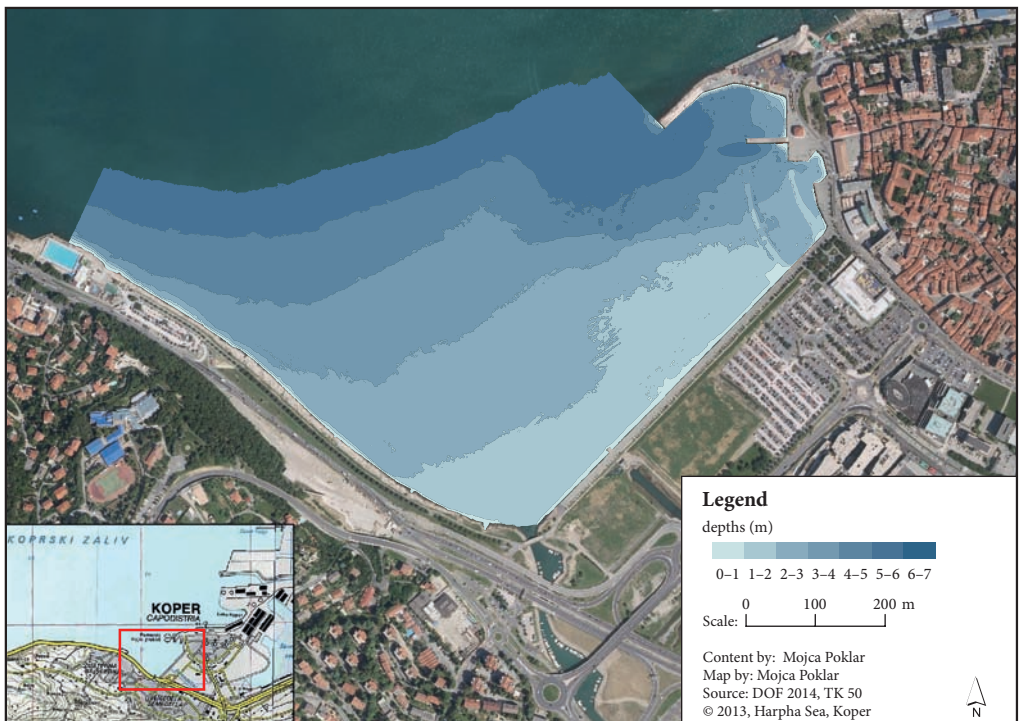 Legend
depths (m)
0–1 1–2 2–3 3–4 4–5 5–6 6–7
0 100 200 m
Scale:
Content by: Mojca Poklar
Map by: Mojca Poklar
Source: DOF 2014, TK 50
© 2013, Harpha Sea, Koper
N
KOPRSKI ZALIV
KOPER
CAPODISTRIA